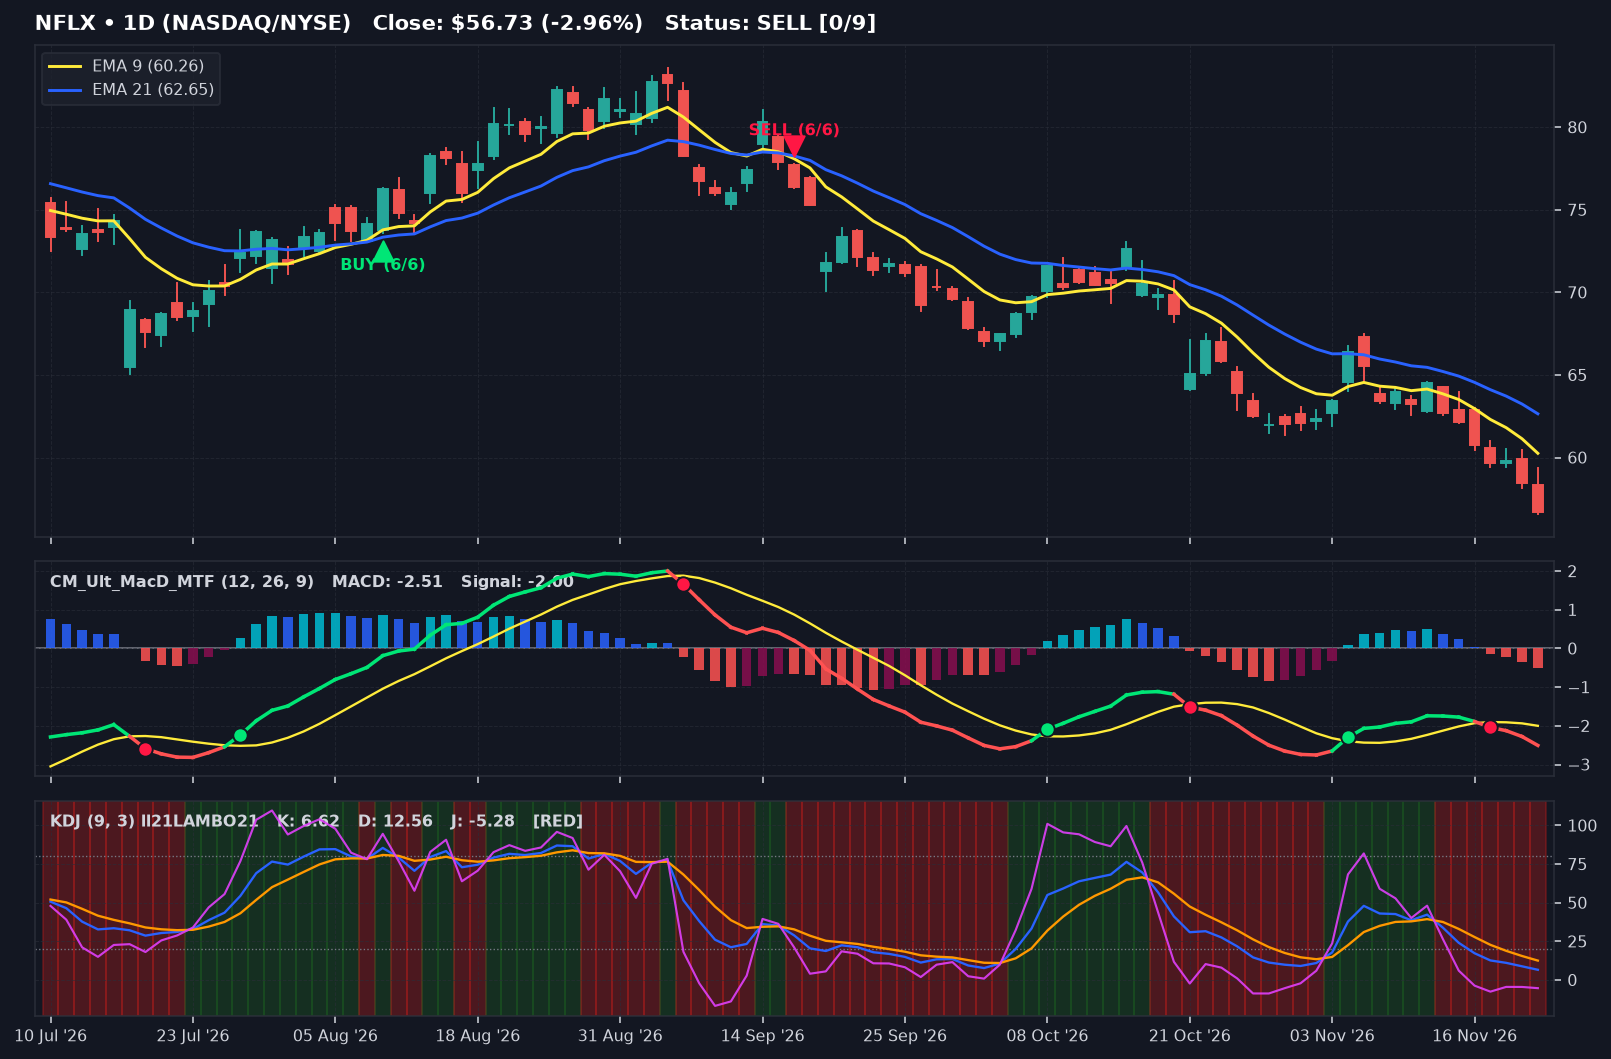 NFLX • 1D (NASDAQ/NYSE)   Close: $56.73 (-2.96%)   Status: SELL [0/9]
EMA 9 (60.26)
EMA 21 (62.65)
80
75
70
65
60
SELL (6/6)
BUY (6/6)
CM_Ult_MacD_MTF (12, 26, 9)   MACD: -2.51   Signal: -2.00
2
1
0
−1
−2
−3
KDJ (9, 3) II21LAMBO21   K: 6.62   D: 12.56   J: -5.28   [RED]
100
75
50
25
0
10 Jul '26
23 Jul '26
05 Aug '26
18 Aug '26
31 Aug '26
14 Sep '26
25 Sep '26
08 Oct '26
21 Oct '26
03 Nov '26
16 Nov '26